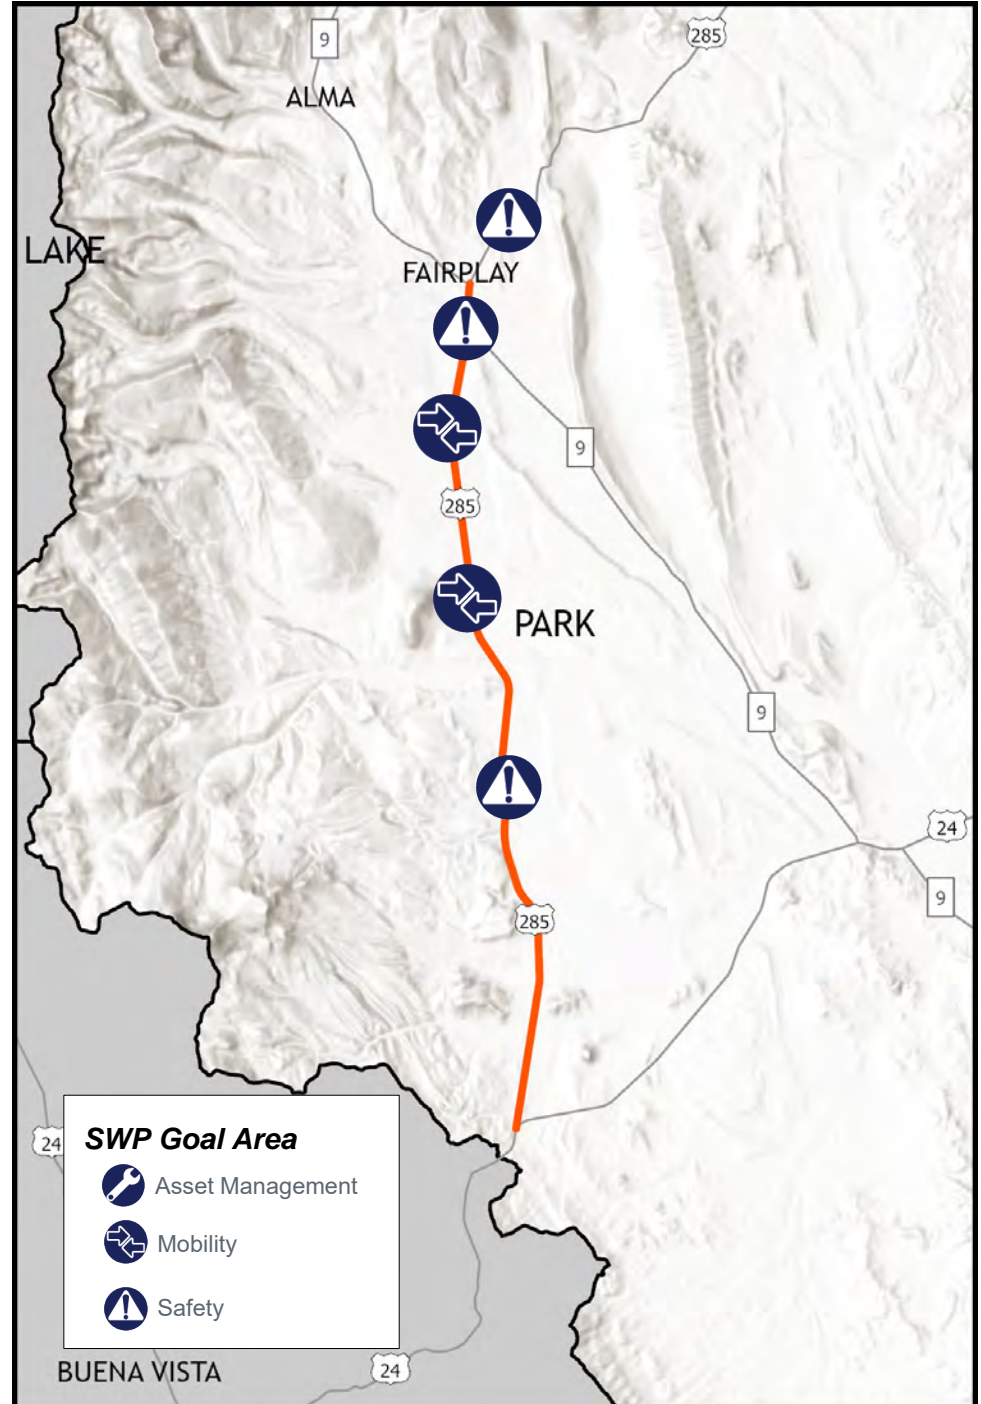 9
285
ALMA
LAKE
FAIRPLAY
9
285
PARK
9
24
9
285
SWP Goal Area
24
Asset Management
Mobility
Safety
BUENA VISTA
24